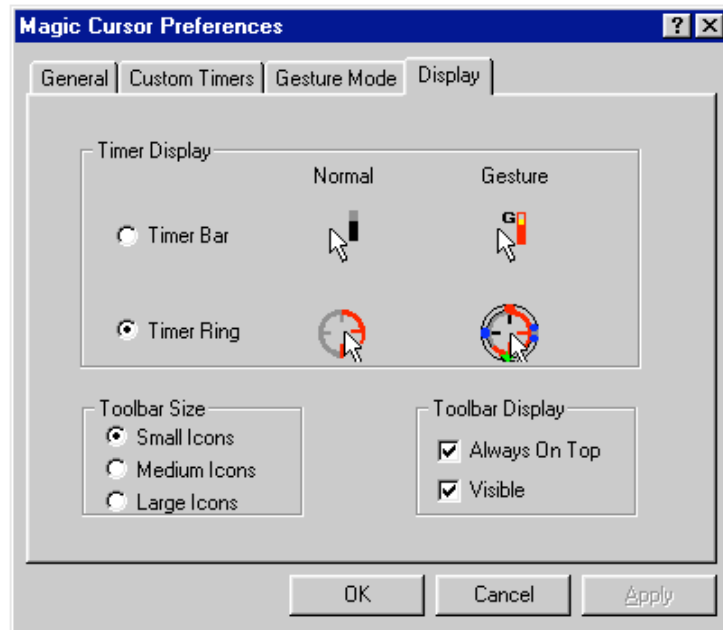 Magic Cursor Preferences
General Custom Timers Gesture Mode Display
Timer Display
Normal Gesture
Timer Bar
G
Timer Ring
Toolbar Size
Small Icons
Medium Icons
Large Icons
Toolbar Display
Always On Top
Visible
OK Cancel Apply